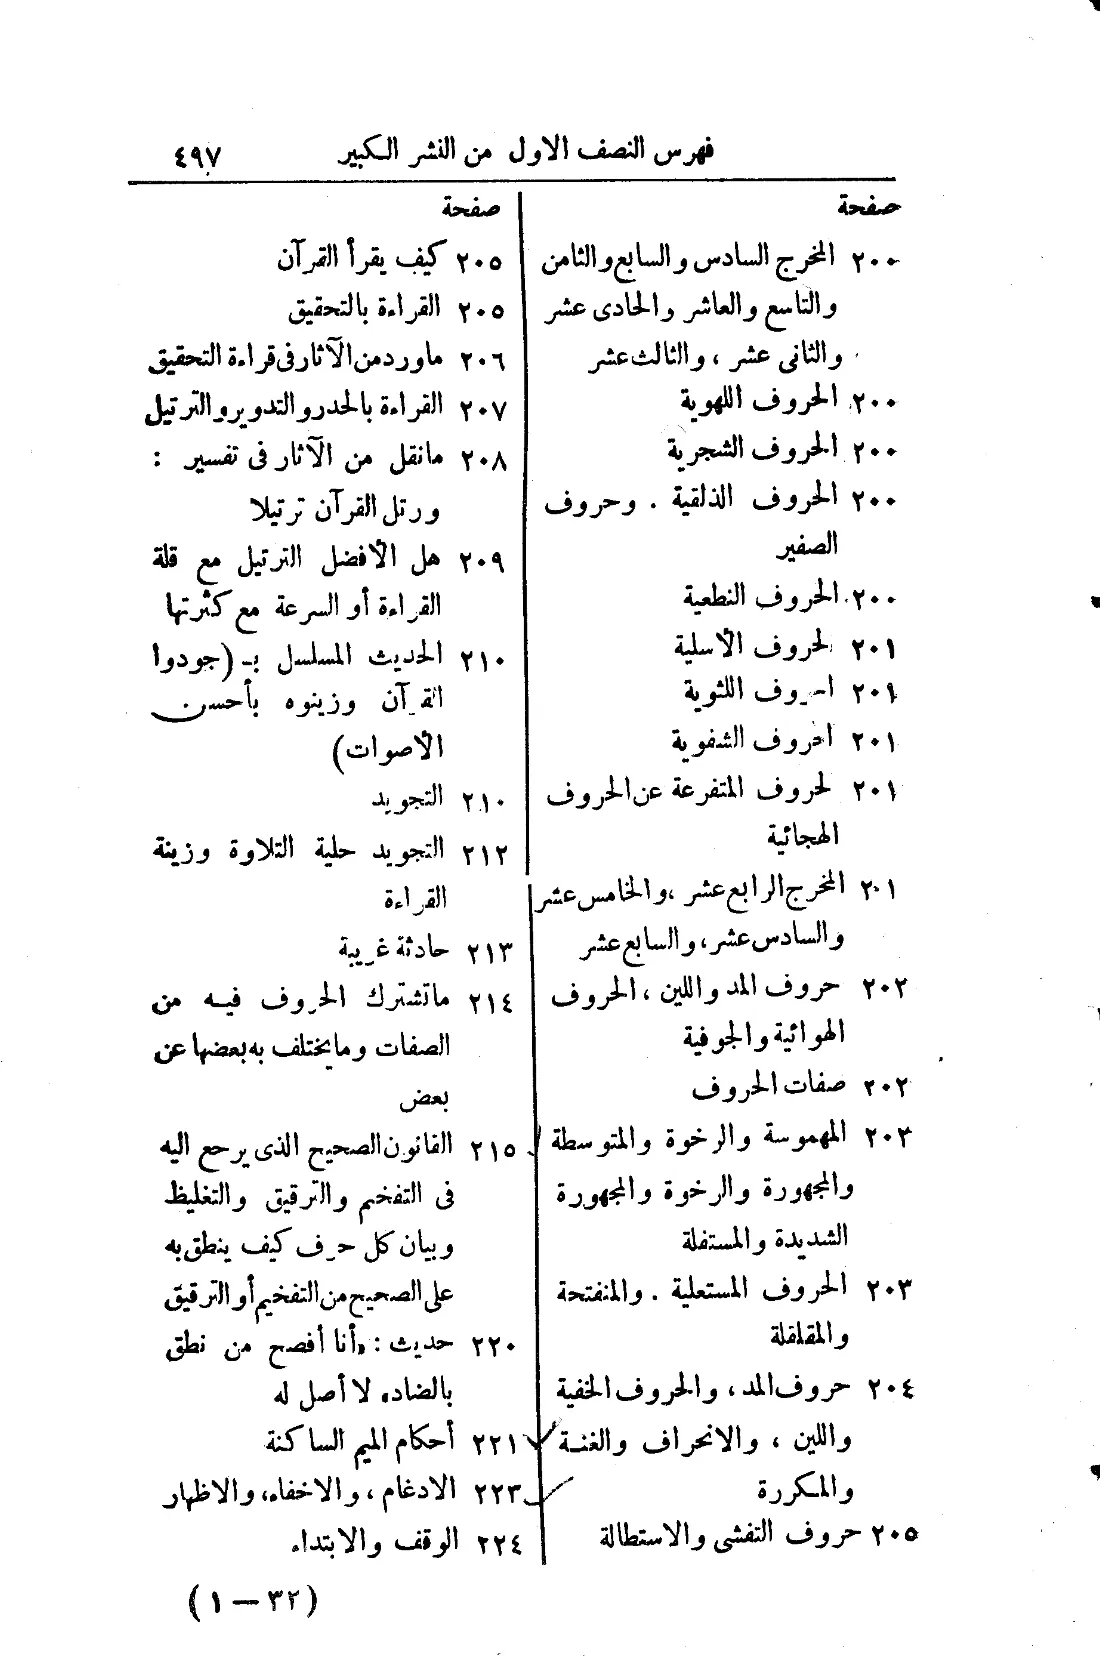 فهرس النصف الاول من النشر الكبير ٤٩٧
صفحة
٢٠٠ المخرج السادس والسابع والثامن
والتاسع والعاشر والحادى عشر
والثانى عشر ، والثالث عشر
٢٠٠ الحروف اللهوية
٢٠٠ الحروف الشجرية
٢٠٠ الحروف الذلقية . وحروف
الصفير
٢٠٠ الحروف النطعية
٢٠١ لحروف الأسلية
٢٠١ الحروف اللثوية
٢٠١ الحروف الشفوية
٢٠١ لحروف المتفرعة عن الحروف
الهجائية
٢٠١ المخرج الرابع عشر ، والخامس عشر
والسادس عشر ، والسابع عشر
٢٠٢ حروف المد واللين ، الحروف
الهوائية والجوفية
٢٠٢ صفات الحروف
٢٠٣ المهموسة والرخوة والمتوسطة
والمجهورة والرخوة والمجهورة
الشديدة والمستفلة
٢٠٣ الحروف المستعلية . والمنفتحة
والمقلقلة
٢٠٤ حروف المد ، والحروف الخفية
واللين ، والانحراف والغنة
والمكررة
٢٠٥ حروف التفشى والاستطالة
صفحة
٢٠٥ كيف يقرأ القرآن
٢٠٥ القراءة بالتحقيق
٢٠٦ ماورد من الآثار فى قراءة التحقيق
٢٠٧ القراءة بالحدر والتدوير والترتيل
٢٠٨ مانقل من الآثار فى تفسير :
ورتل القرآن ترتيلا
٢٠٩ هل الأفضل الترتيل مع قلة
القراءة أو السرعة مع كثرتها
٢١٠ الحديث المسلسل بـ (جودوا
القرآن وزينوه بأحسن
الأصوات)
٢١٠ التجويد
٢١٢ التجويد حلية التلاوة وزينة
القراءة
٢١٣ حادثة غريبة
٢١٤ ماتشترك الحروف فيه من
الصفات ومايختلف به بعضها عن
بعض
٢١٥ القانون الصحيح الذى يرجع اليه
فى التفخيم والترقيق والتغليظ
وبيان كل حرف كيف ينطق به
على الصحيح من التفخيم أو الترقيق
٢٢٠ حديث : «أنا أفصح من نطق
بالضاد» لا أصل له
٢٢١ أحكام الميم الساكنة
٢٢٣ الادغام ، والاخفاء، والاظهار
٢٢٤ الوقف والابتداء
(٣٢ — ١)